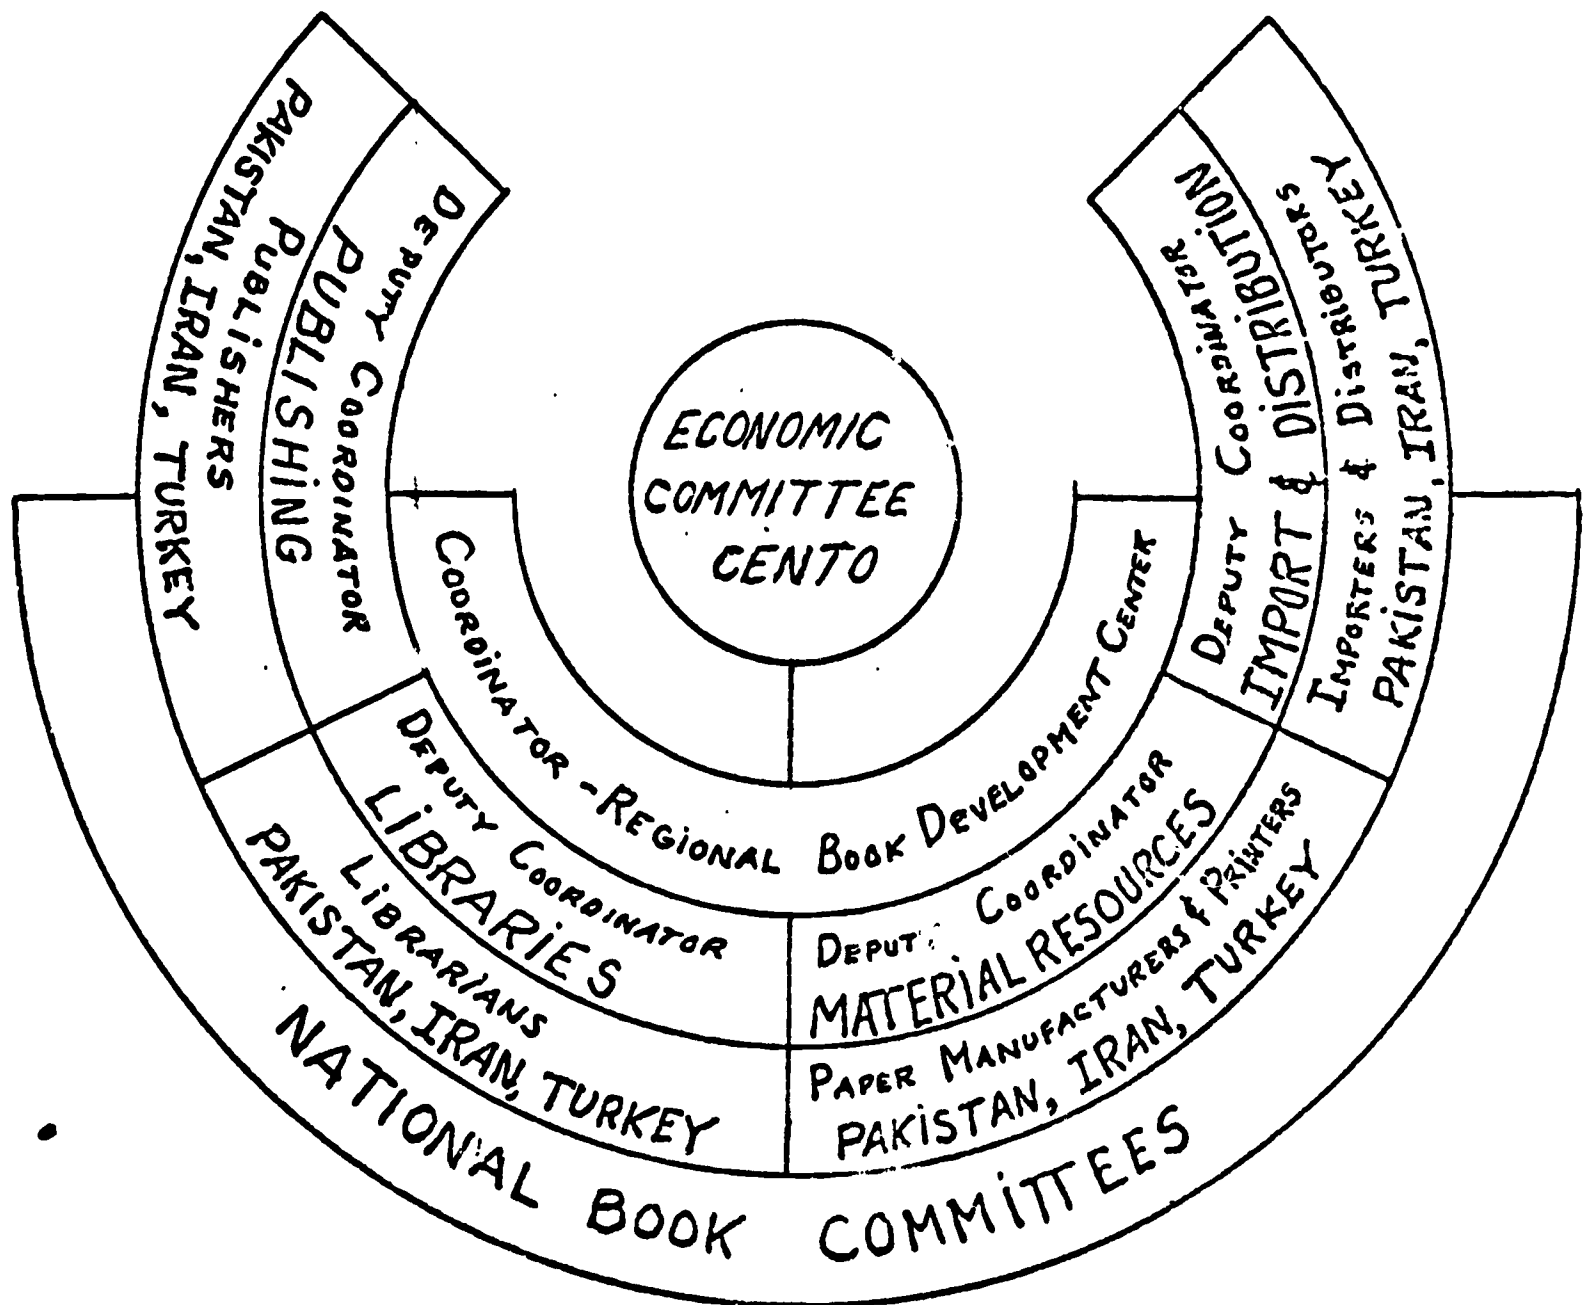 ECONOMIC
COMMITTEE
CENTO
COORDINATOR - REGIONAL BOOK DEVELOPMENT CENTER
DEPUTY COORDINATOR
PUBLISHING
PUBLISHERS
PAKISTAN, IRAN, TURKEY
DEPUTY COORDINATOR
LIBRARIES
LIBRARIANS
PAKISTAN, IRAN, TURKEY
DEPUT COORDINATOR
MATERIAL RESOURCES
PAPER MANUFACTURERS & PRINTERS
PAKISTAN, IRAN, TURKEY
DEPUTY COORDINATOR
IMPORT & DISTRIBUTION
IMPORTERS & DISTRIBUTORS
PAKISTAN, IRAN, TURKEY
NATIONAL BOOK COMMITTEES